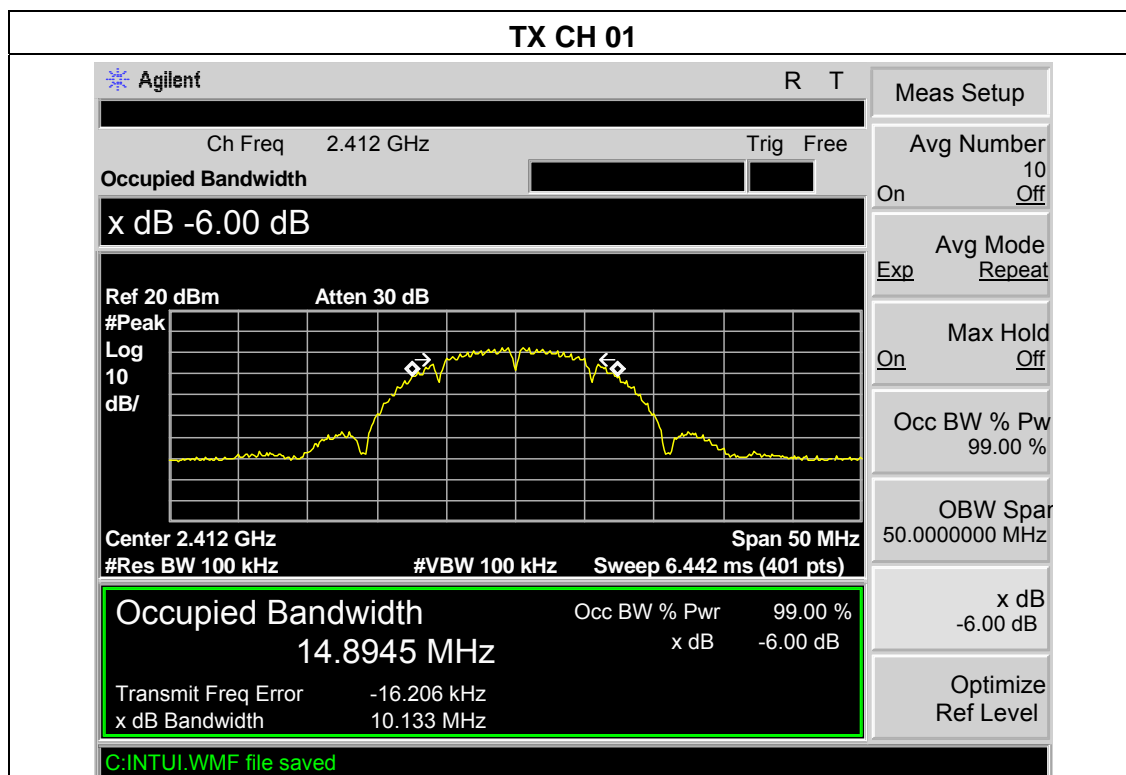 TX CH 01
Agilent R T
Ch Freq 2.412 GHz Trig Free
Occupied Bandwidth
x dB -6.00 dB
Ref 20 dBm Atten 30 dB
#Peak
Log
10
dB/
Center 2.412 GHz Span 50 MHz
#Res BW 100 kHz #VBW 100 kHz Sweep 6.442 ms (401 pts)
Occupied Bandwidth Occ BW % Pwr 99.00 %
14.8945 MHz x dB -6.00 dB
Transmit Freq Error -16.206 kHz
x dB Bandwidth 10.133 MHz
C:INTUI.WMF file saved
Meas Setup
Avg Number
10
On Off
Avg Mode
Exp Repeat
Max Hold
On Off
Occ BW % Pw
99.00 %
OBW Spar
50.0000000 MHz
x dB
-6.00 dB
Optimize
Ref Level